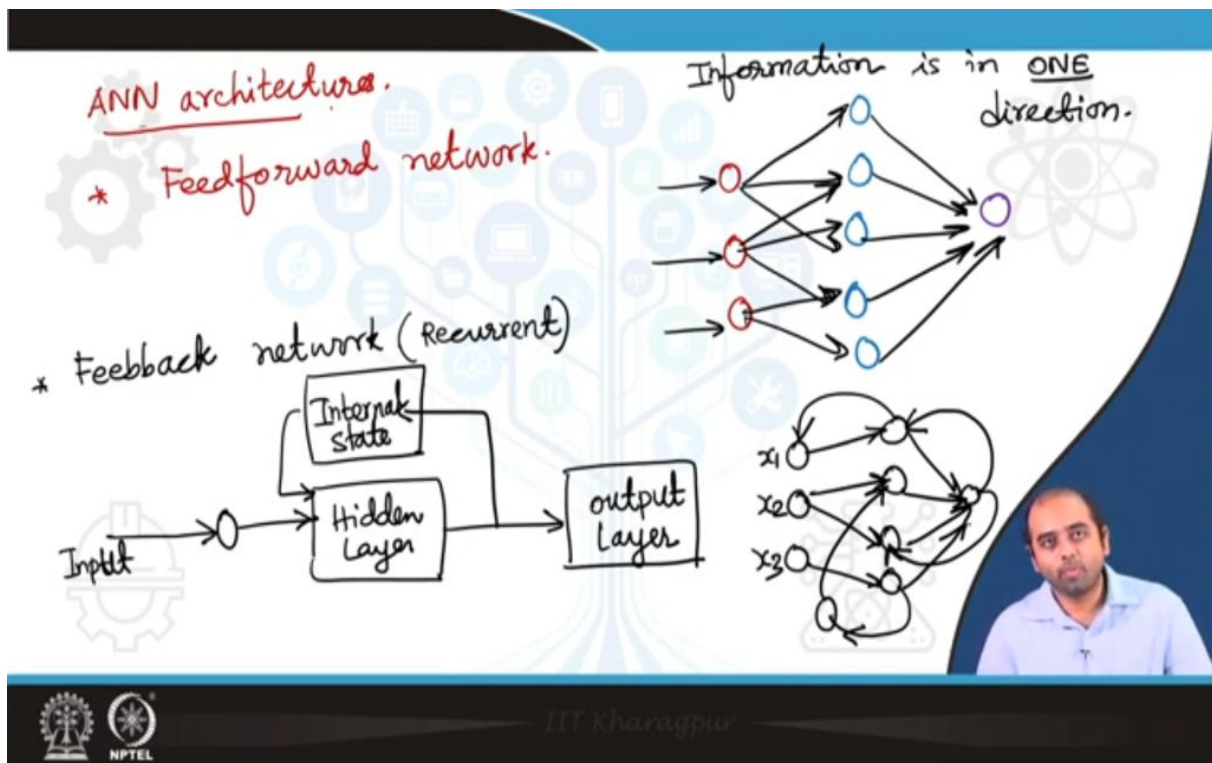 ANN architectures.
* Feedforward network.
Information is in ONE
direction.
* Feebback network (Recurrent)
Internal
state
Input
Hidden
Layer
output
Layer
x1
x2
x3
NPTEL
IIT Kharagpur